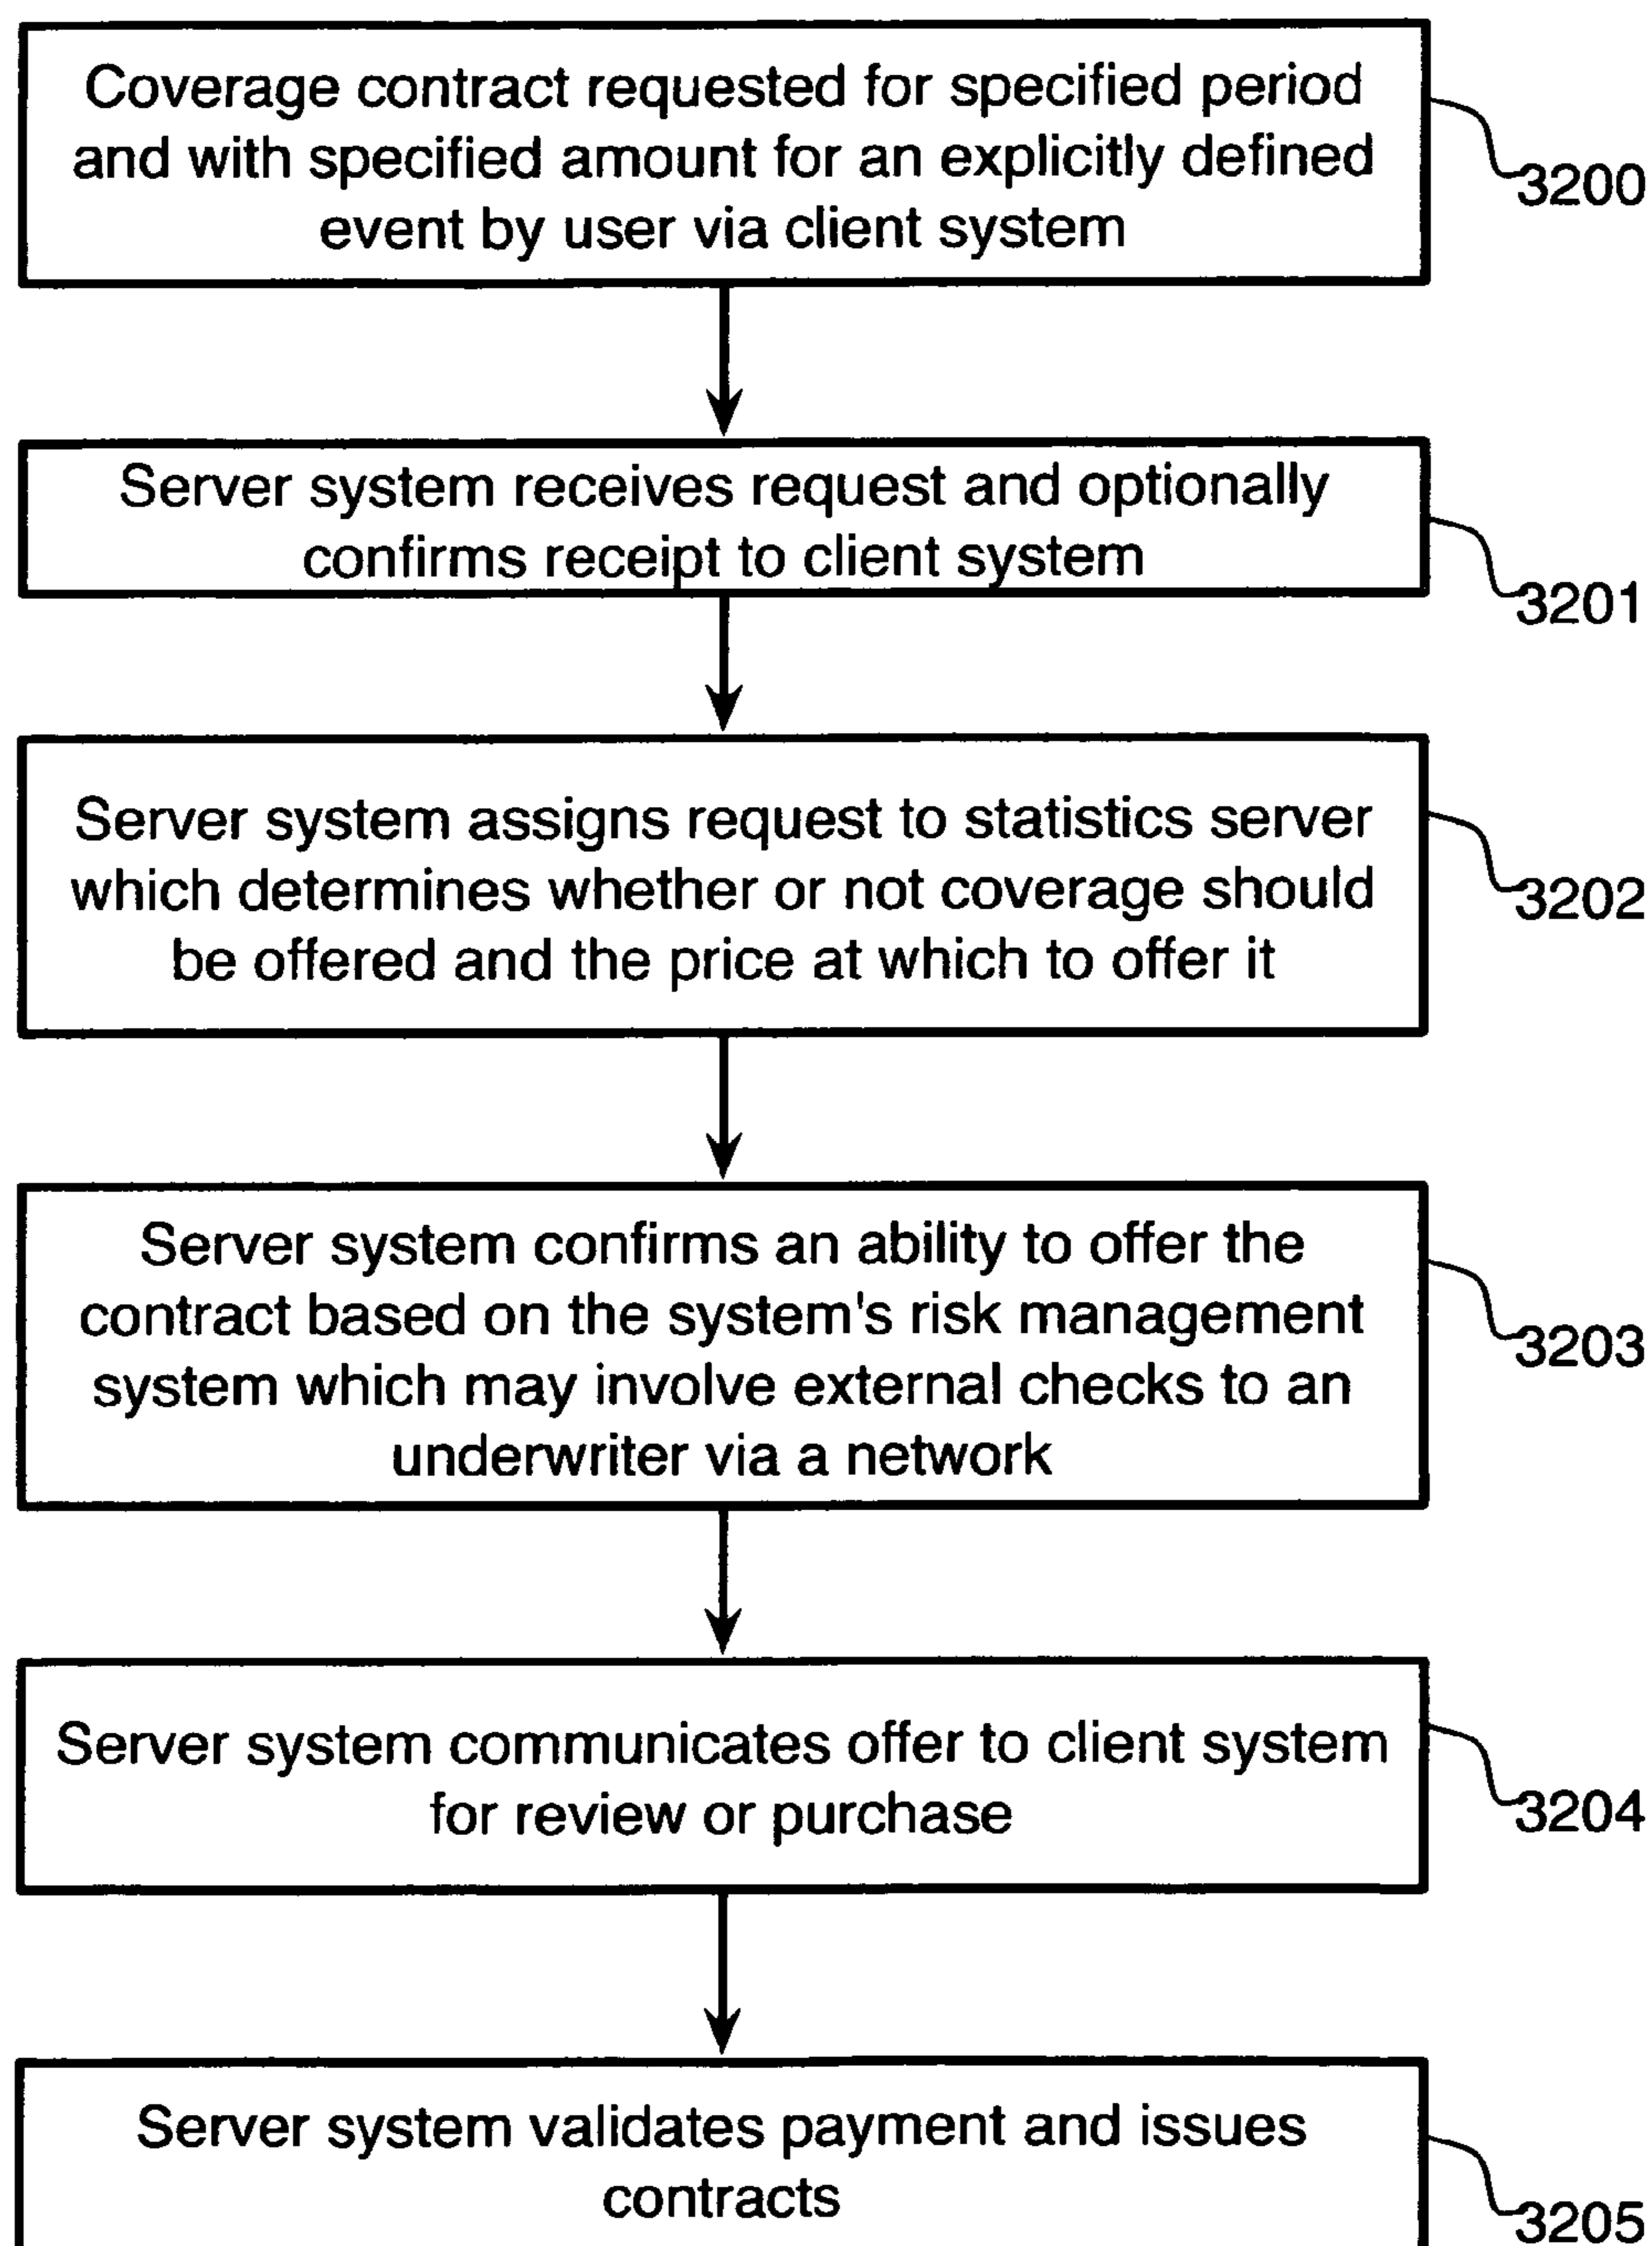 Coverage contract requested for specified period
and with specified amount for an explicitly defined
event by user via client system
3200
Server system receives request and optionally
confirms receipt to client system
3201
Server system assigns request to statistics server
which determines whether or not coverage should
be offered and the price at which to offer it
3202
Server system confirms an ability to offer the
contract based on the system's risk management
system which may involve external checks to an
underwriter via a network
3203
Server system communicates offer to client system
for review or purchase
3204
Server system validates payment and issues
contracts
3205